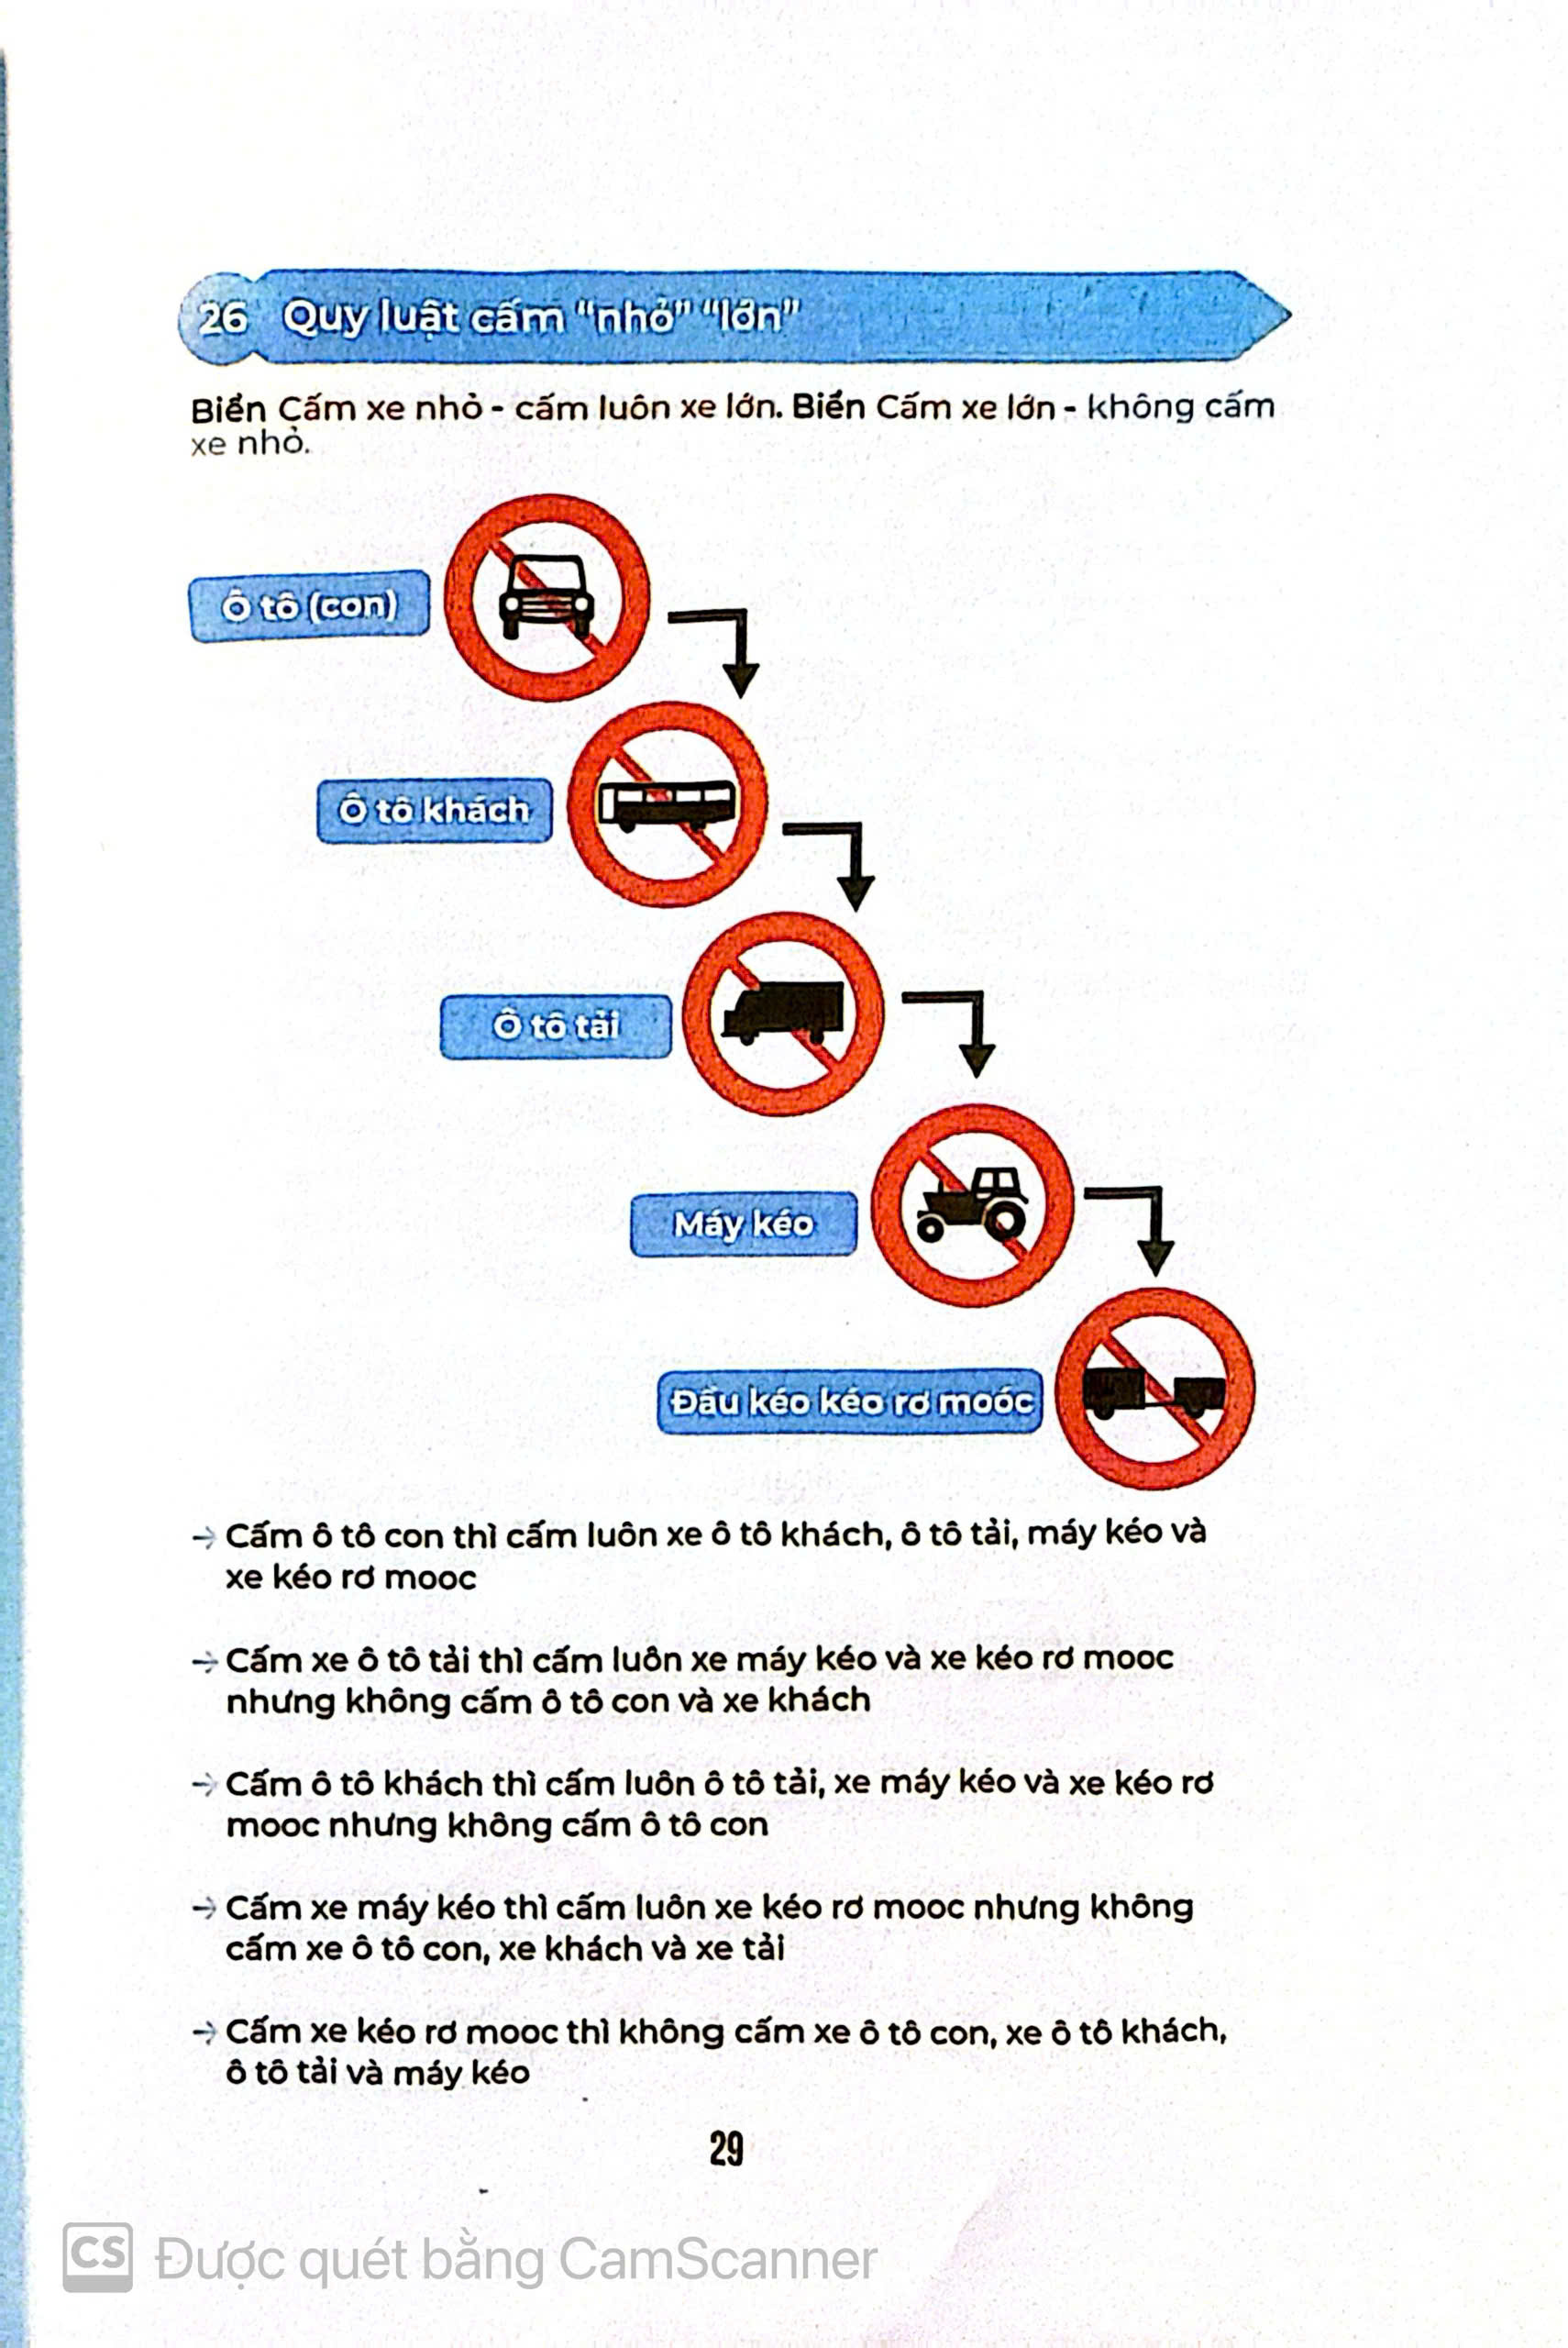 26 Quy luật cấm "nhỏ" "lớn"
Biển Cấm xe nhỏ - cấm luôn xe lớn. Biển Cấm xe lớn - không cấm
xe nhỏ.
Ô tô (con)
Ô tô khách
Ô tô tải
Máy kéo
Đầu kéo kéo rơ moóc
→ Cấm ô tô con thì cấm luôn xe ô tô khách, ô tô tải, máy kéo và
xe kéo rơ mooc
→ Cấm xe ô tô tải thì cấm luôn xe máy kéo và xe kéo rơ mooc
nhưng không cấm ô tô con và xe khách
→ Cấm ô tô khách thì cấm luôn ô tô tải, xe máy kéo và xe kéo rơ
mooc nhưng không cấm ô tô con
→ Cấm xe máy kéo thì cấm luôn xe kéo rơ mooc nhưng không
cấm xe ô tô con, xe khách và xe tải
→ Cấm xe kéo rơ mooc thì không cấm xe ô tô con, xe ô tô khách,
ô tô tải và máy kéo
29
CS Được quét bằng CamScanner